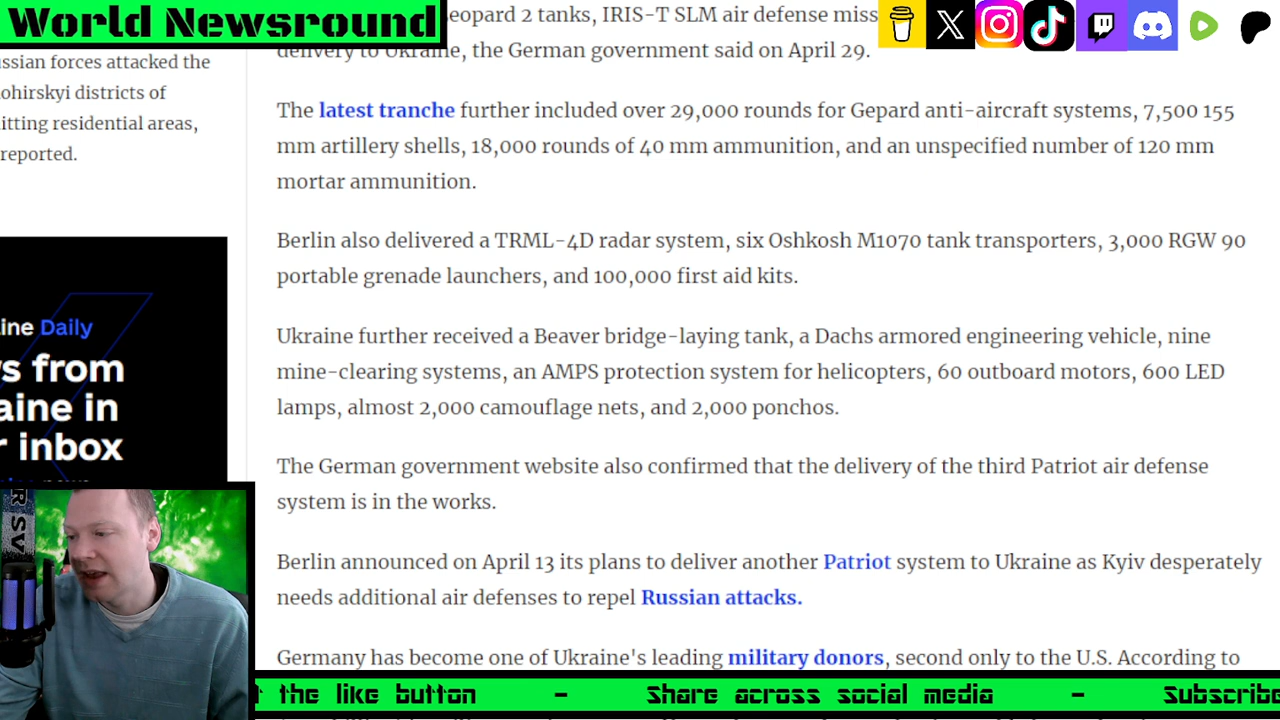 World Newsround
eopard 2 tanks, IRIS-T SLM air defense miss
delivery to Ukraine, the German government said on April 29.
ussian forces attacked the
ohirskyi districts of
itting residential areas,
reported.
The latest tranche further included over 29,000 rounds for Gepard anti-aircraft systems, 7,500 155
mm artillery shells, 18,000 rounds of 40 mm ammunition, and an unspecified number of 120 mm
mortar ammunition.
Berlin also delivered a TRML-4D radar system, six Oshkosh M1070 tank transporters, 3,000 RGW 90
portable grenade launchers, and 100,000 first aid kits.
ine Daily
s from
aine in
r inbox
Ukraine further received a Beaver bridge-laying tank, a Dachs armored engineering vehicle, nine
mine-clearing systems, an AMPS protection system for helicopters, 60 outboard motors, 600 LED
lamps, almost 2,000 camouflage nets, and 2,000 ponchos.
The German government website also confirmed that the delivery of the third Patriot air defense
system is in the works.
Berlin announced on April 13 its plans to deliver another Patriot system to Ukraine as Kyiv desperately
needs additional air defenses to repel Russian attacks.
Germany has become one of Ukraine's leading military donors, second only to the U.S. According to
t the like button - Share across social media - Subscribe